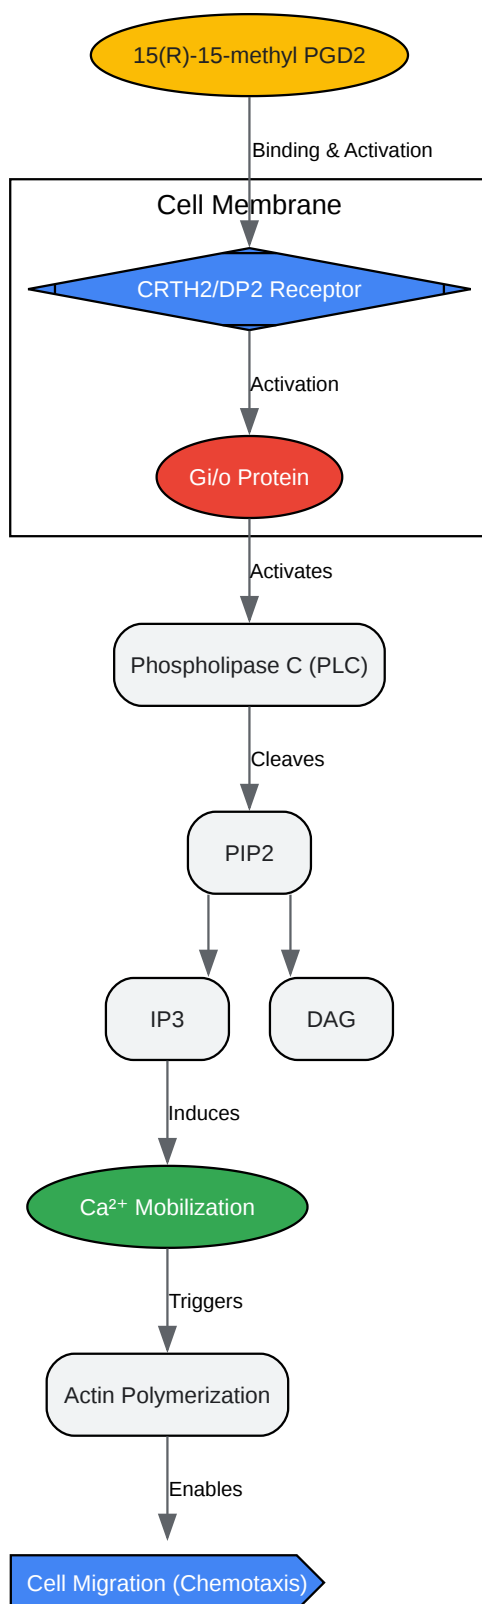 15(R)-15-methyl PGD2
Binding & Activation
Cell Membrane
CRTH2/DP2 Receptor
Activation
Gi/o Protein
Activates
Phospholipase C (PLC)
Cleaves
PIP2
IP3
DAG
Induces
Ca²⁺ Mobilization
Triggers
Actin Polymerization
Enables
Cell Migration (Chemotaxis)